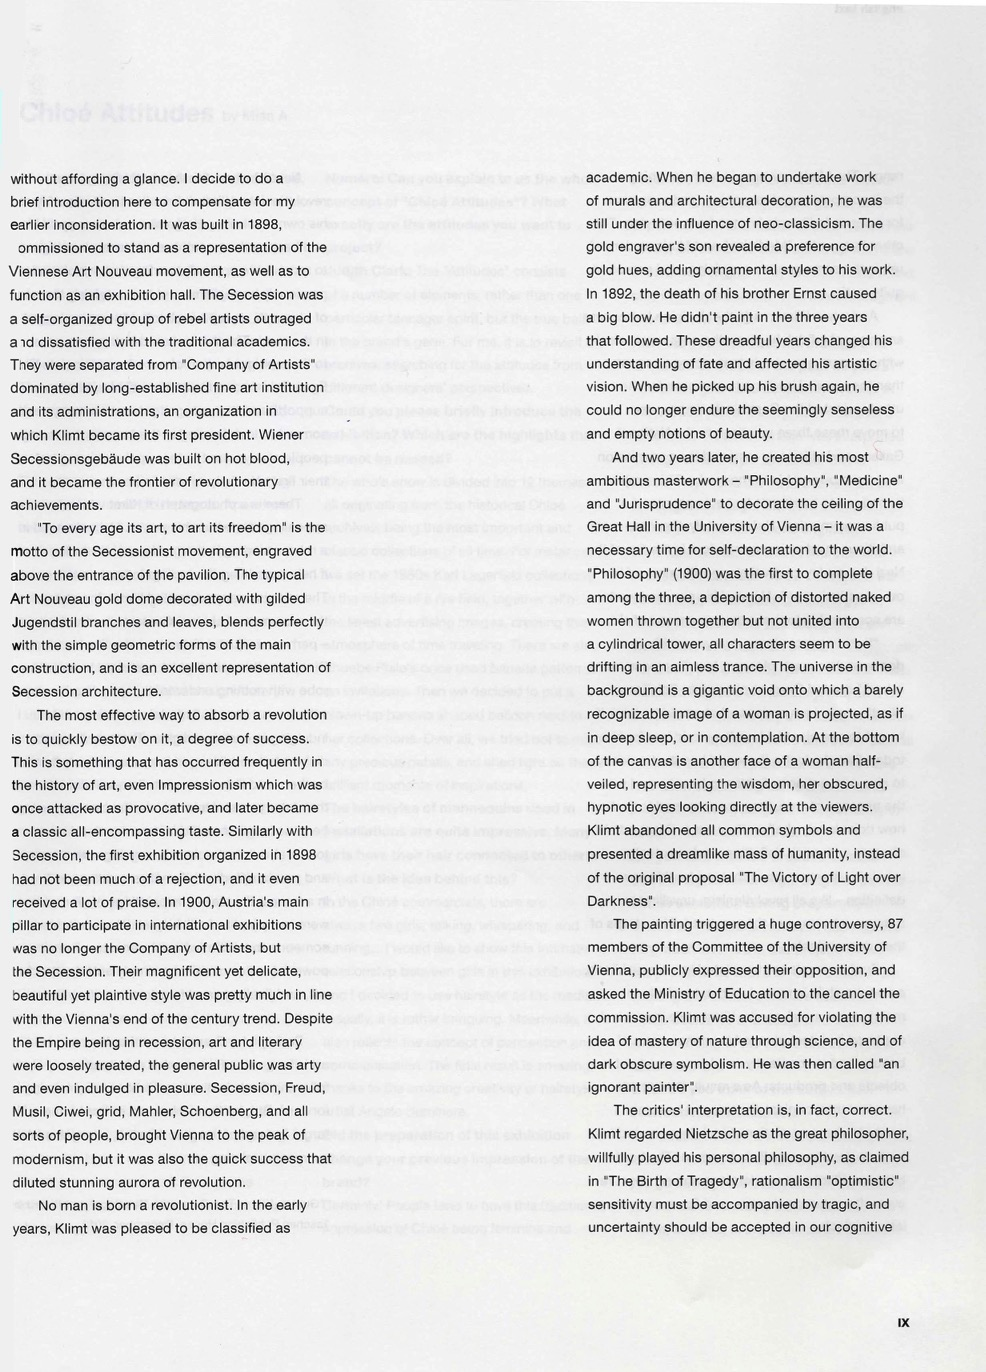 without affording a glance. I decide to do a
brief introduction here to compensate for my
earlier inconsideration. It was built in 1898,
ommissioned to stand as a representation of the
Viennese Art Nouveau movement, as well as to
function as an exhibition hall. The Secession was
a self-organized group of rebel artists outraged
and dissatisfied with the traditional academics.
They were separated from "Company of Artists"
dominated by long-established fine art institution
and its administrations, an organization in
which Klimt became its first president. Wiener
Secessionsgebäude was built on hot blood,
and it became the frontier of revolutionary
achievements.
"To every age its art, to art its freedom" is the
motto of the Secessionist movement, engraved
above the entrance of the pavilion. The typical
Art Nouveau gold dome decorated with gilded
Jugendstil branches and leaves, blends perfectly
with the simple geometric forms of the main
construction, and is an excellent representation of
Secession architecture.
The most effective way to absorb a revolution
is to quickly bestow on it, a degree of success.
This is something that has occurred frequently in
the history of art, even Impressionism which was
once attacked as provocative, and later became
a classic all-encompassing taste. Similarly with
Secession, the first exhibition organized in 1898
had not been much of a rejection, and it even
received a lot of praise. In 1900, Austria's main
pillar to participate in international exhibitions
was no longer the Company of Artists, but
the Secession. Their magnificent yet delicate,
beautiful yet plaintive style was pretty much in line
with the Vienna's end of the century trend. Despite
the Empire being in recession, art and literary
were loosely treated, the general public was arty
and even indulged in pleasure. Secession, Freud,
Musil, Ciwei, grid, Mahler, Schoenberg, and all
sorts of people, brought Vienna to the peak of
modernism, but it was also the quick success that
diluted stunning aurora of revolution.
No man is born a revolutionist. In the early
years, Klimt was pleased to be classified as
academic. When he began to undertake work
of murals and architectural decoration, he was
still under the influence of neo-classicism. The
gold engraver's son revealed a preference for
gold hues, adding ornamental styles to his work.
In 1892, the death of his brother Ernst caused
a big blow. He didn't paint in the three years
that followed. These dreadful years changed his
understanding of fate and affected his artistic
vision. When he picked up his brush again, he
could no longer endure the seemingly senseless
and empty notions of beauty.
And two years later, he created his most
ambitious masterwork – "Philosophy", "Medicine"
and "Jurisprudence" to decorate the ceiling of the
Great Hall in the University of Vienna – it was a
necessary time for self-declaration to the world.
"Philosophy" (1900) was the first to complete
among the three, a depiction of distorted naked
women thrown together but not united into
a cylindrical tower, all characters seem to be
drifting in an aimless trance. The universe in the
background is a gigantic void onto which a barely
recognizable image of a woman is projected, as if
in deep sleep, or in contemplation. At the bottom
of the canvas is another face of a woman half-
veiled, representing the wisdom, her obscured,
hypnotic eyes looking directly at the viewers.
Klimt abandoned all common symbols and
presented a dreamlike mass of humanity, instead
of the original proposal "The Victory of Light over
Darkness".
The painting triggered a huge controversy, 87
members of the Committee of the University of
Vienna, publicly expressed their opposition, and
asked the Ministry of Education to the cancel the
commission. Klimt was accused for violating the
idea of mastery of nature through science, and of
dark obscure symbolism. He was then called "an
ignorant painter".
The critics' interpretation is, in fact, correct.
Klimt regarded Nietzsche as the great philosopher,
willfully played his personal philosophy, as claimed
in "The Birth of Tragedy", rationalism "optimistic"
sensitivity must be accompanied by tragic, and
uncertainty should be accepted in our cognitive
IX